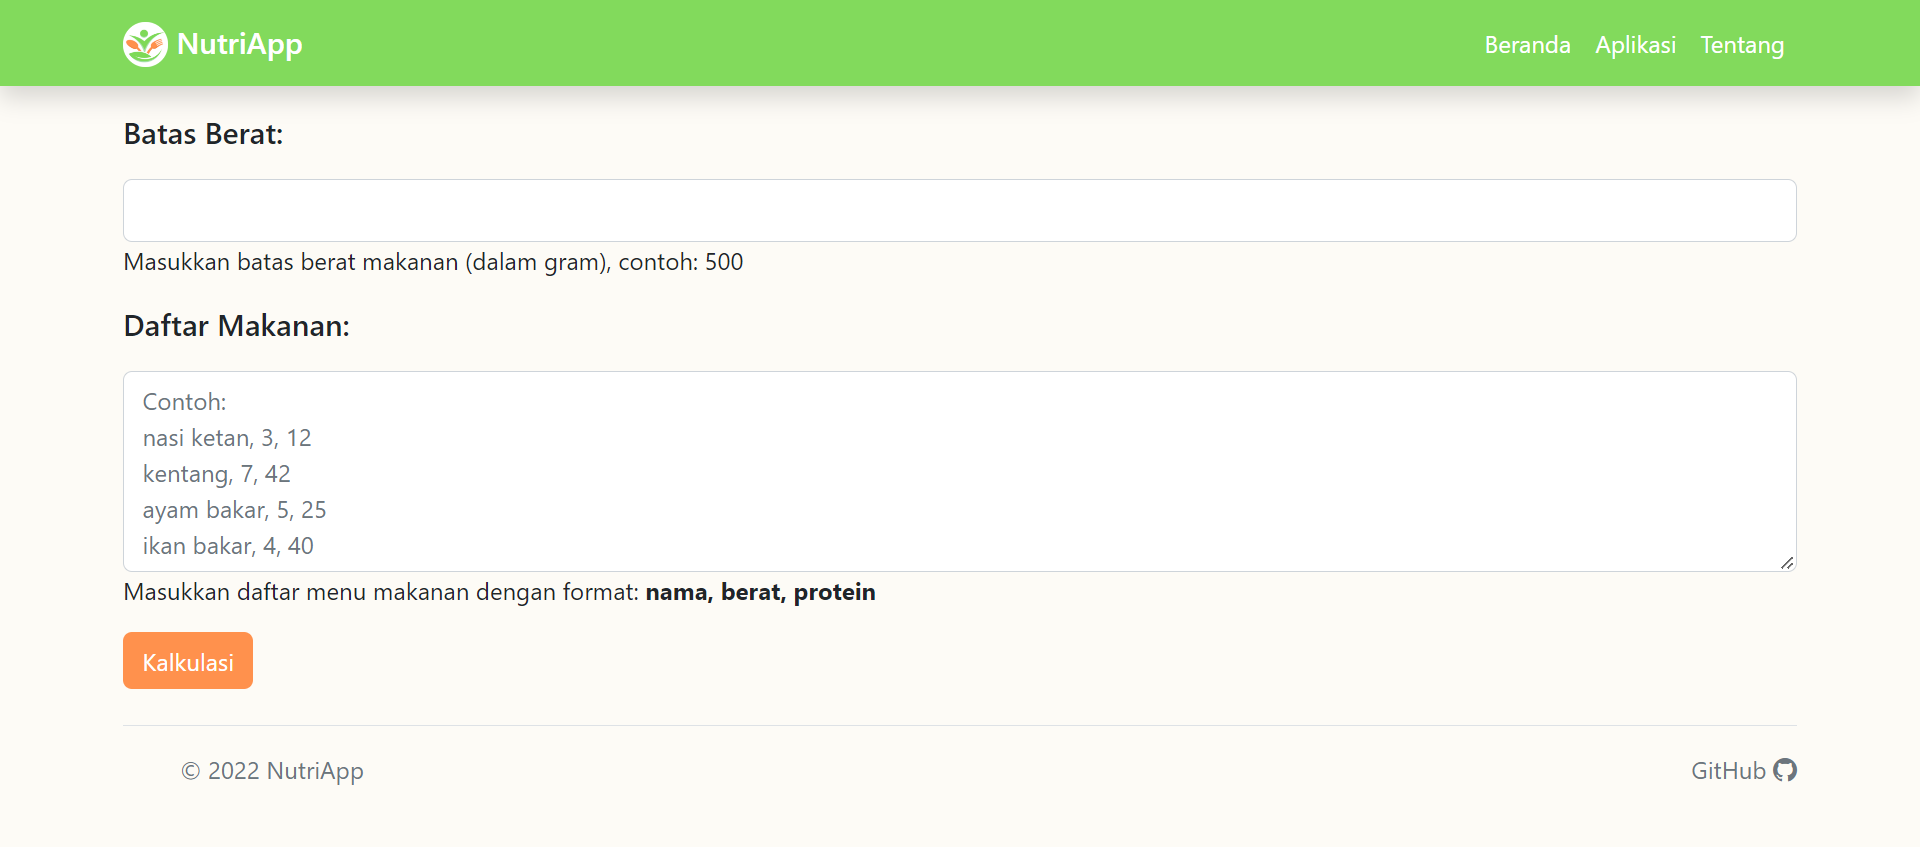 NutriApp
Beranda Aplikasi Tentang
Batas Berat:
Masukkan batas berat makanan (dalam gram), contoh: 500
Daftar Makanan:
Contoh:
nasi ketan, 3, 12
kentang, 7, 42
ayam bakar, 5, 25
ikan bakar, 4, 40
Masukkan daftar menu makanan dengan format: nama, berat, protein
Kalkulasi
© 2022 NutriApp
GitHub